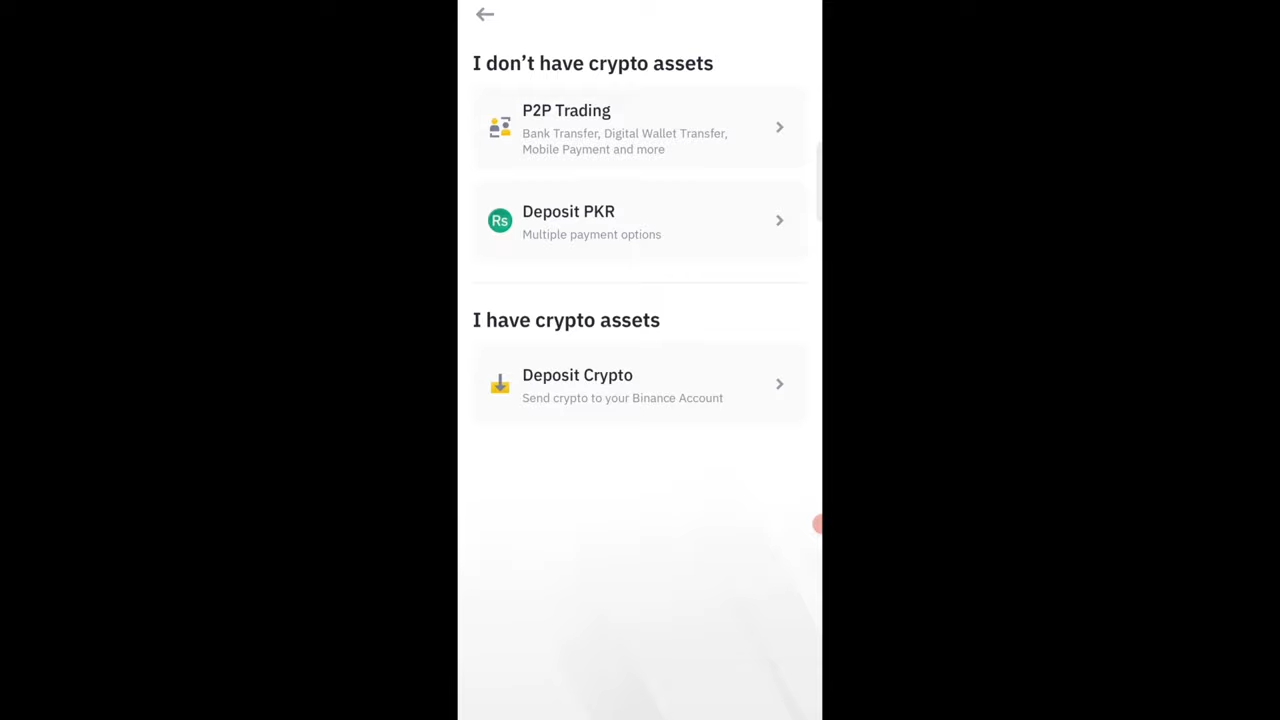 I don't have crypto assets
P2P Trading
Bank Transfer, Digital Wallet Transfer,
Mobile Payment and more
Rs
Deposit PKR
Multiple payment options
I have crypto assets
Deposit Crypto
Send crypto to your Binance Account